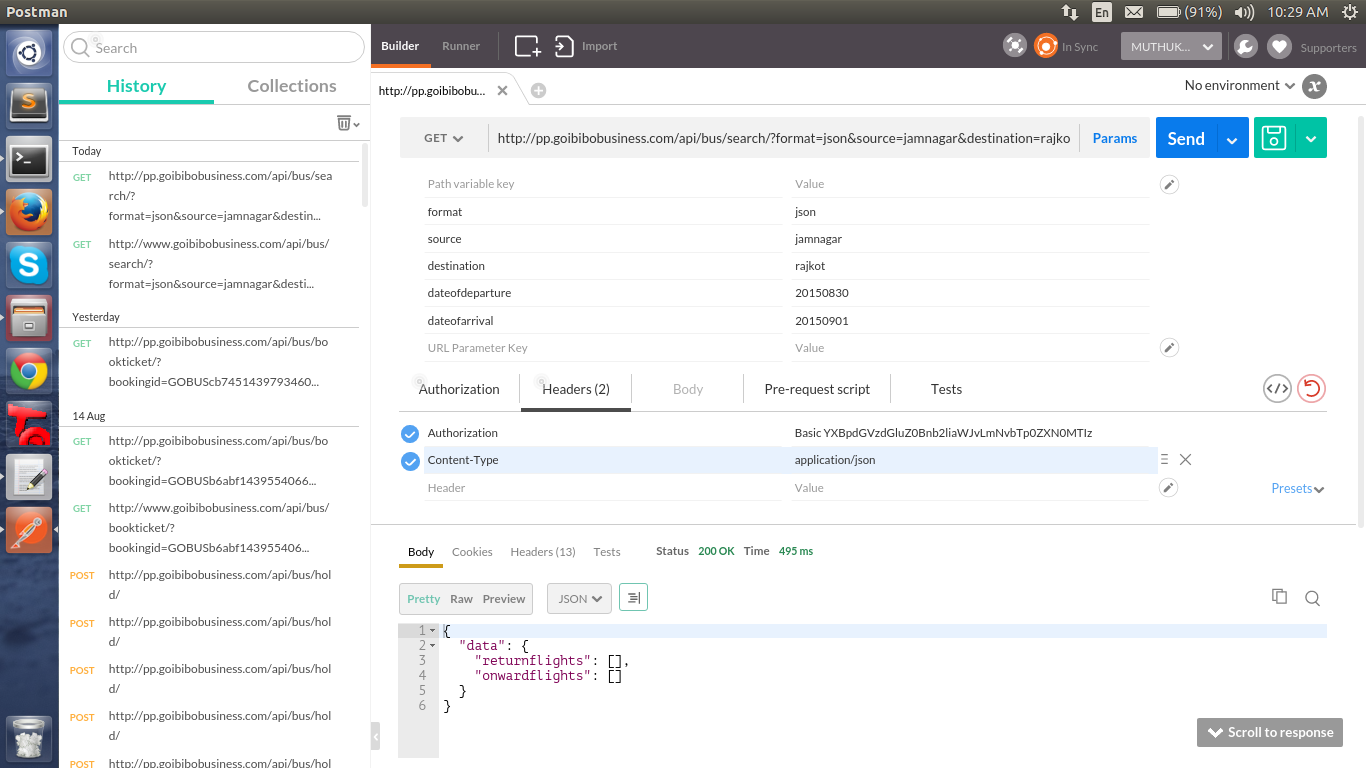 Postman
En
(91%)
10:29 AM
Search
History
Collections
Today
GET
http://pp.goibibobusiness.com/api/bus/sea
rch/?
format=json&source=jamnagar&destin...
GET
http://www.goibibobusiness.com/api/bus/
search/?
format=json&source=jamnagar&desti...
Yesterday
GET
http://pp.goibibobusiness.com/api/bus/bo
okticket/?
bookingid=GOBUScb7451439793460...
14 Aug
GET
http://pp.goibibobusiness.com/api/bus/bo
okticket/?
bookingid=GOBUSb6abf1439554066...
GET
http://www.goibibobusiness.com/api/bus/
bookticket/?
bookingid=GOBUSb6abf143955406...
POST
http://pp.goibibobusiness.com/api/bus/hol
d/
POST
http://pp.goibibobusiness.com/api/bus/hol
d/
POST
http://pp.goibibobusiness.com/api/bus/hol
d/
POST
http://pp.goibibobusiness.com/api/bus/hol
d/
POST
http://pp.goibibobusiness.com/api/bus/hol
Builder
Runner
Import
In Sync
MUTHUK...
Supporters
http://pp.goibibobu...
No environment
x
GET
http://pp.goibibobusiness.com/api/bus/search/?format=json&source=jamnagar&destination=rajko
Params
Send
Path variable key Value
format json
source jamnagar
destination rajkot
dateofdeparture 20150830
dateofarrival 20150901
URL Parameter Key Value
Authorization
Headers (2)
Body
Pre-request script
Tests
Authorization Basic YXBpdGVzdGluZ0Bnb2liaWJvLmNvbTp0ZXN0MTIz
Content-Type application/json
Header Value
Presets
Body
Cookies
Headers (13)
Tests
Status 200 OK Time 495 ms
Pretty Raw Preview
JSON
1 {
2 "data": {
3 "returnflights": [],
4 "onwardflights": []
5 }
6 }
Scroll to response